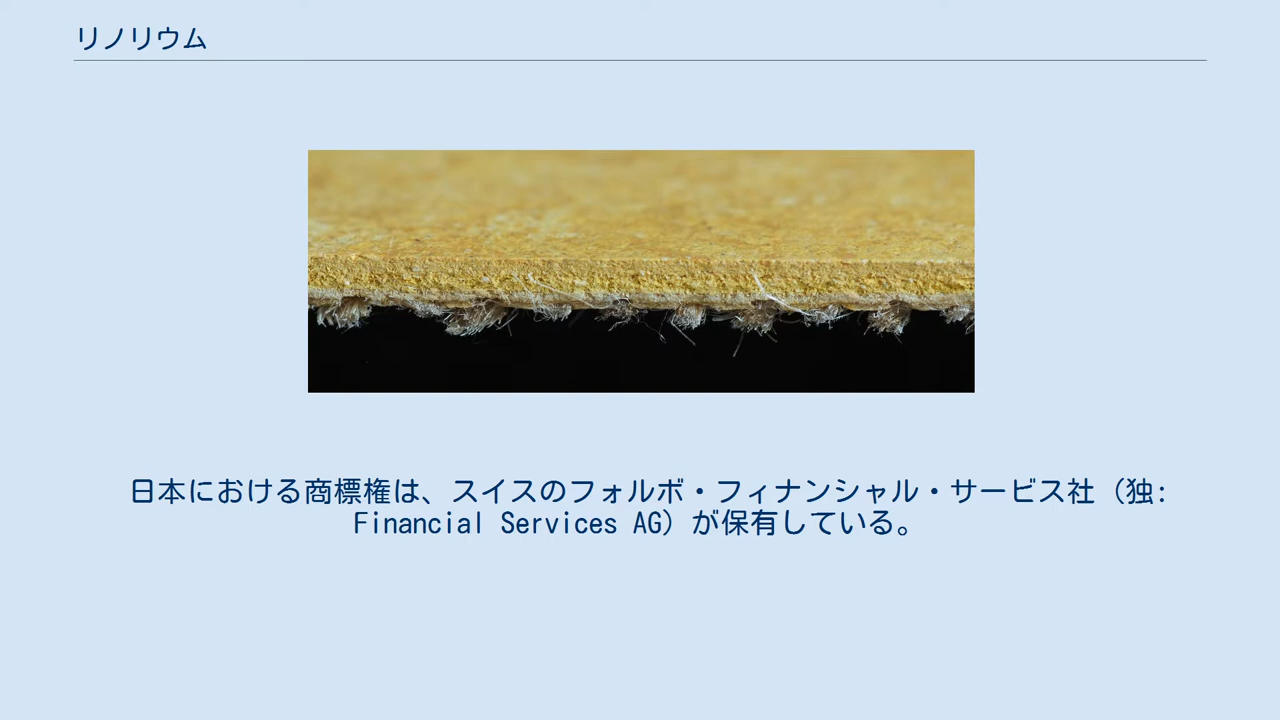 リノリウム
日本における商標権は、スイスのフォルボ・フィナンシャル・サービス社（独:
Financial Services AG）が保有している。